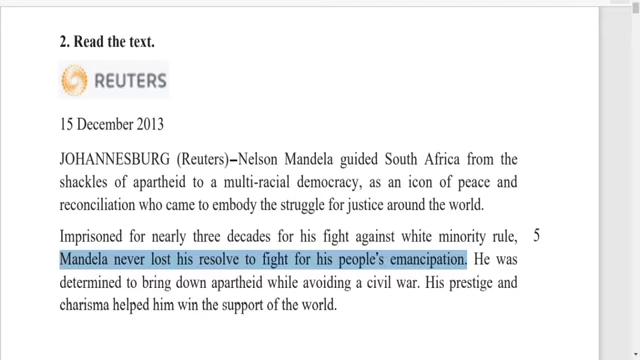 2. Read the text.
REUTERS
15 December 2013
JOHANNESBURG (Reuters)–Nelson Mandela guided South Africa from the
shackles of apartheid to a multi-racial democracy, as an icon of peace and
reconciliation who came to embody the struggle for justice around the world.
Imprisoned for nearly three decades for his fight against white minority rule, 5
Mandela never lost his resolve to fight for his people's emancipation. He was
determined to bring down apartheid while avoiding a civil war. His prestige and
charisma helped him win the support of the world.